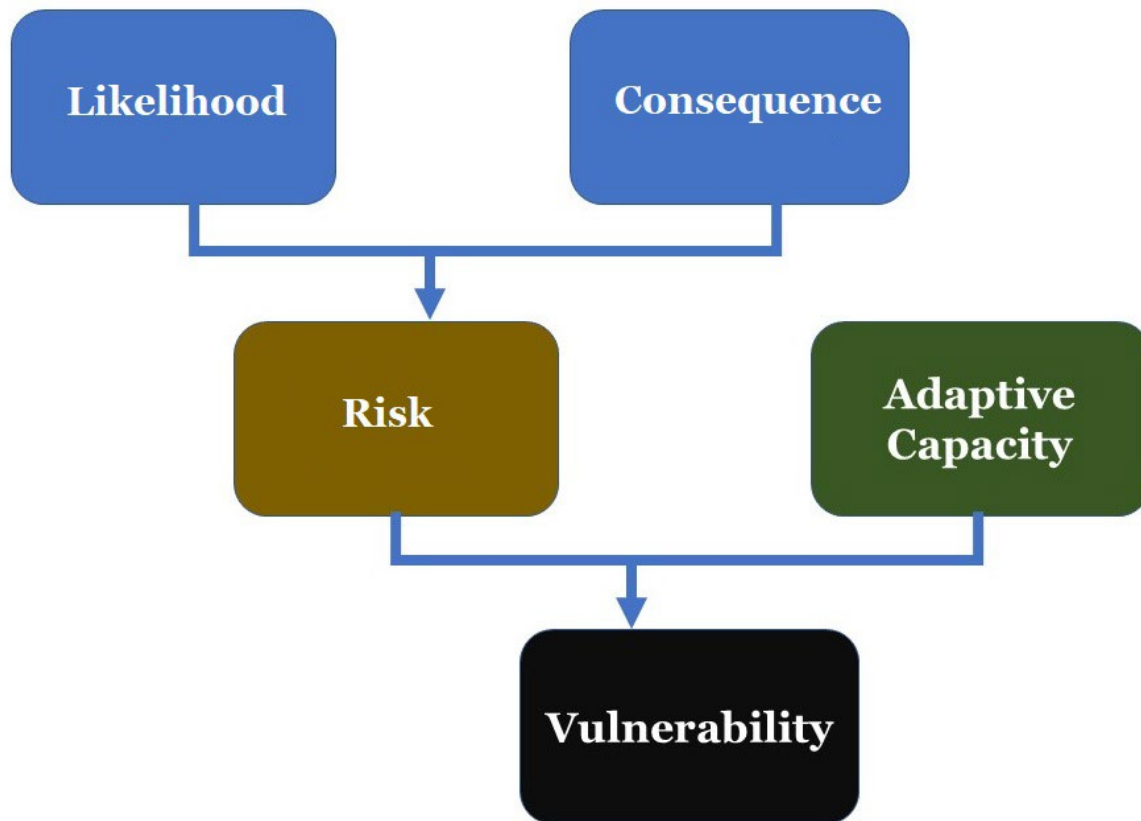 Likelihood
Consequence
Risk
Adaptive
Capacity
Vulnerability